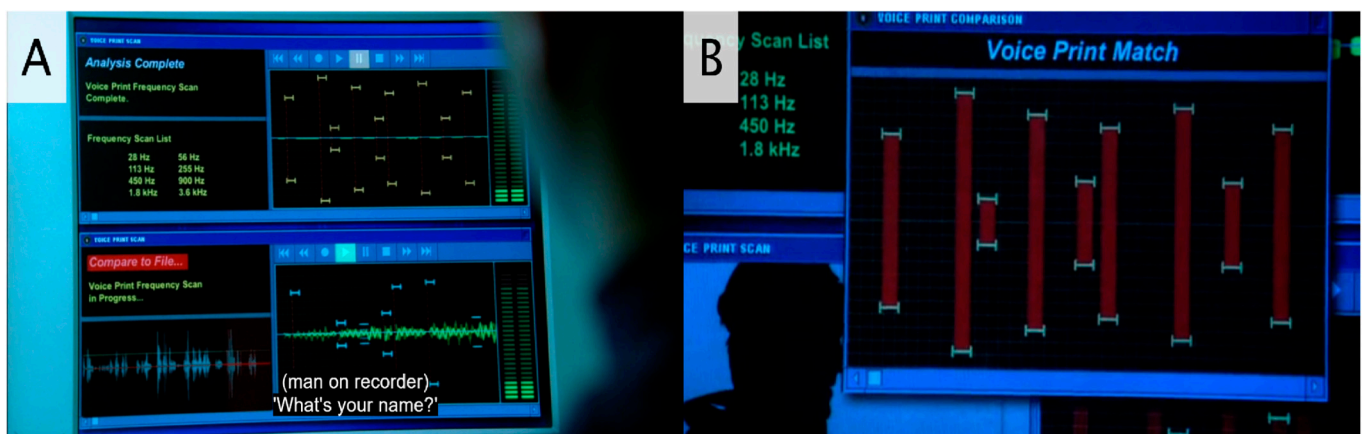 A
VOICE PRINT SCAN
Analysis Complete
Voice Print Frequency Scan
Complete.
Frequency Scan List
28 Hz 56 Hz
113 Hz 255 Hz
450 Hz 900 Hz
1.8 kHz 3.6 kHz
VOICE PRINT SCAN
Compare to File...
Voice Print Frequency Scan
in Progress...
(man on recorder)
'What's your name?'
B
quency Scan List
28 Hz
113 Hz
450 Hz
1.8 kHz
CE PRINT SCAN
VOICE PRINT COMPARISON
Voice Print Match